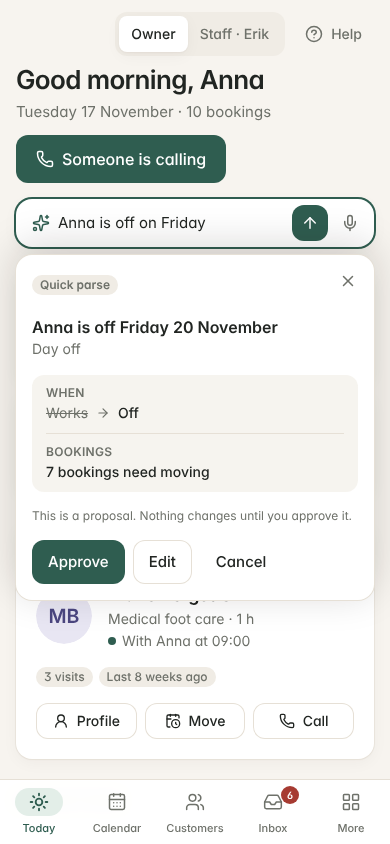 Owner
Staff · Erik
Help
Good morning, Anna
Tuesday 17 November · 10 bookings
Someone is calling
Anna is off on Friday
Quick parse
Anna is off Friday 20 November
Day off
WHEN
Works → Off
BOOKINGS
7 bookings need moving
This is a proposal. Nothing changes until you approve it.
Approve
Edit
Cancel
MB
Medical foot care · 1 h
With Anna at 09:00
3 visits
Last 8 weeks ago
Profile
Move
Call
6
Today
Calendar
Customers
Inbox
More